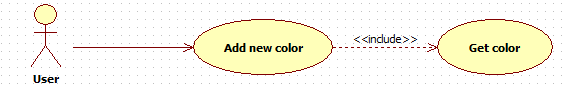 <<include>>
Add new color
Get color
User